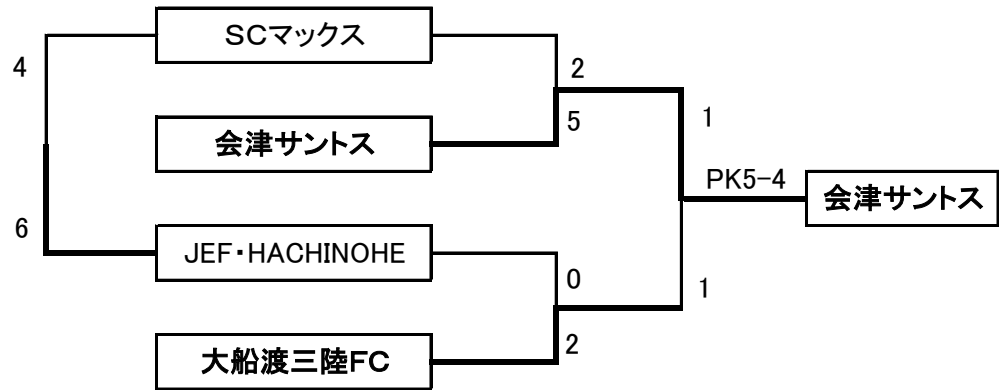 SCマックス
4
2
会津サントス
5
1
PK5-4
会津サントス
6
JEF・HACHINOHE
0
1
大船渡三陸FC
2